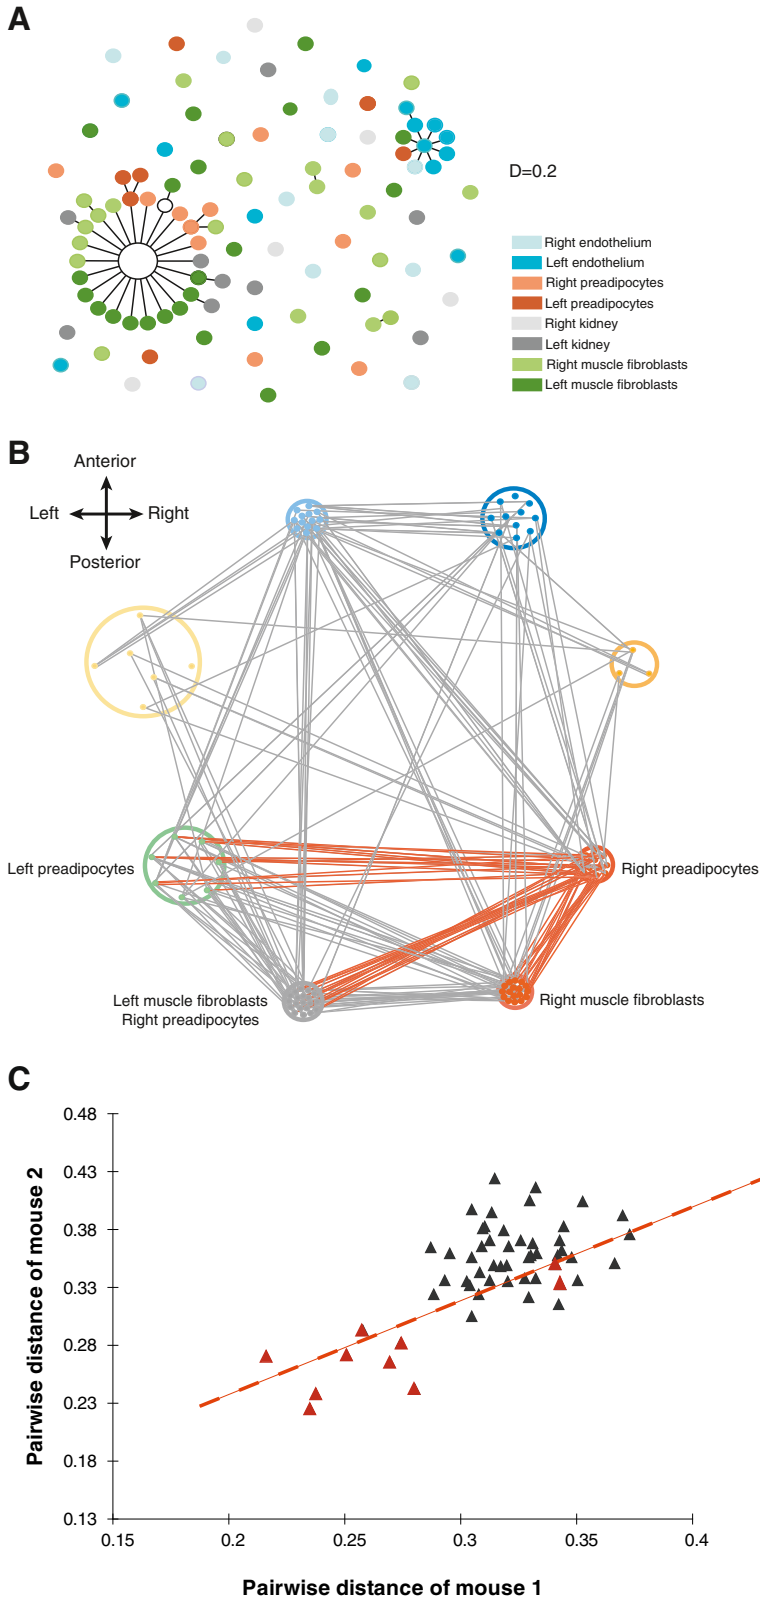 A
D=0.2
Right endothelium
Left endothelium
Right preadipocytes
Left preadipocytes
Right kidney
Left kidney
Right muscle fibroblasts
Left muscle fibroblasts
B
Anterior
Left
Right
Posterior
Left preadipocytes
Right preadipocytes
Left muscle fibroblasts
Right preadipocytes
Right muscle fibroblasts
C
Pairwise distance of mouse 2
0.48
0.43
0.38
0.33
0.28
0.23
0.18
0.13
0.15
0.2
0.25
0.3
0.35
0.4
Pairwise distance of mouse 1